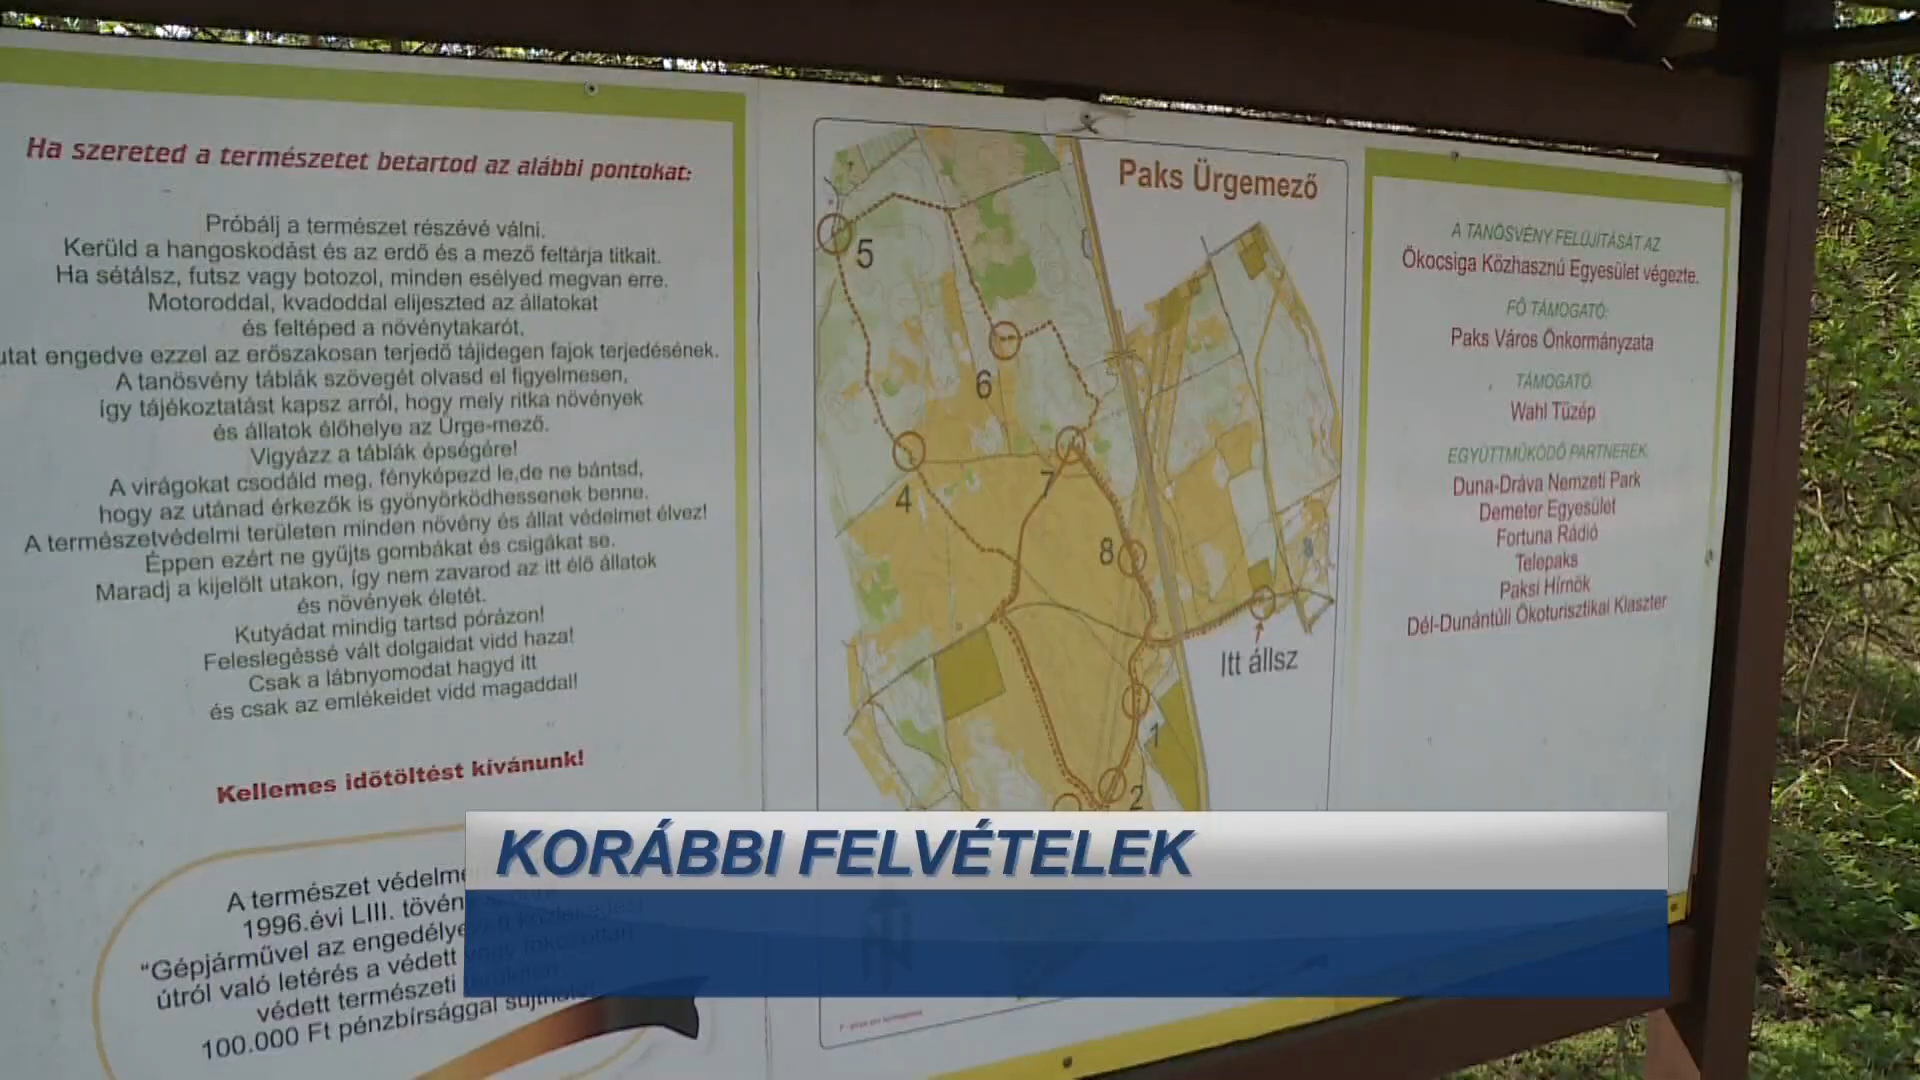 Ha szereted a természetet betartod az alábbi pontokat:
Próbálj a természet részévé válni.
Kerüld a hangoskodást és az erdő és a mező feltárja titkait.
Ha sétálsz, futsz vagy botozol, minden esélyed megvan erre.
Motoroddal, kvadoddal elijeszted az állatokat
és feltéped a növénytakarót,
utat engedve ezzel az erőszakosan terjedő tájidegen fajok terjedésének.
A tanösvény táblák szövegét olvasd el figyelmesen,
így tájékoztatást kapsz arról, hogy mely ritka növények
és állatok élőhelye az Ürge-mező.
Vigyázz a táblák épségére!
A virágokat csodáld meg, fényképezd le,de ne bántsd,
hogy az utánad érkezők is gyönyörködhessenek benne.
A természetvédelmi területen minden növény és állat védelmet élvez!
Éppen ezért ne gyűjts gombákat és csigákat se.
Maradj a kijelölt utakon, így nem zavarod az itt élő állatok
és növények életét.
Kutyádat mindig tartsd pórázon!
Feleslegéssé vált dolgaidat vidd haza!
Csak a lábnyomodat hagyd itt
és csak az emlékeidet vidd magaddal!
Kellemes időtöltést kívánunk!
A természet védelmé
1996.évi LIII. tövén
"Gépjárművel az engedélye
útról való letérés a védett
védett természeti
100.000 Ft pénzbírsággal sújtható
Paks Ürgemező
5
6
4
7
8
Itt állsz
1
2
A TANÖSVÉNY FELÚJÍTÁSÁT AZ
Ökocsiga Közhasznú Egyesület végezte.
FŐ TÁMOGATÓ:
Paks Város Önkormányzata
TÁMOGATÓ:
Wahl Tüzép
EGYÜTTMŰKÖDŐ PARTNEREK:
Duna-Dráva Nemzeti Park
Demeter Egyesület
Fortuna Rádió
Telepaks
Paksi Hírnök
Dél-Dunántúli Ökoturisztikai Klaszter
KORÁBBI FELVÉTELEK